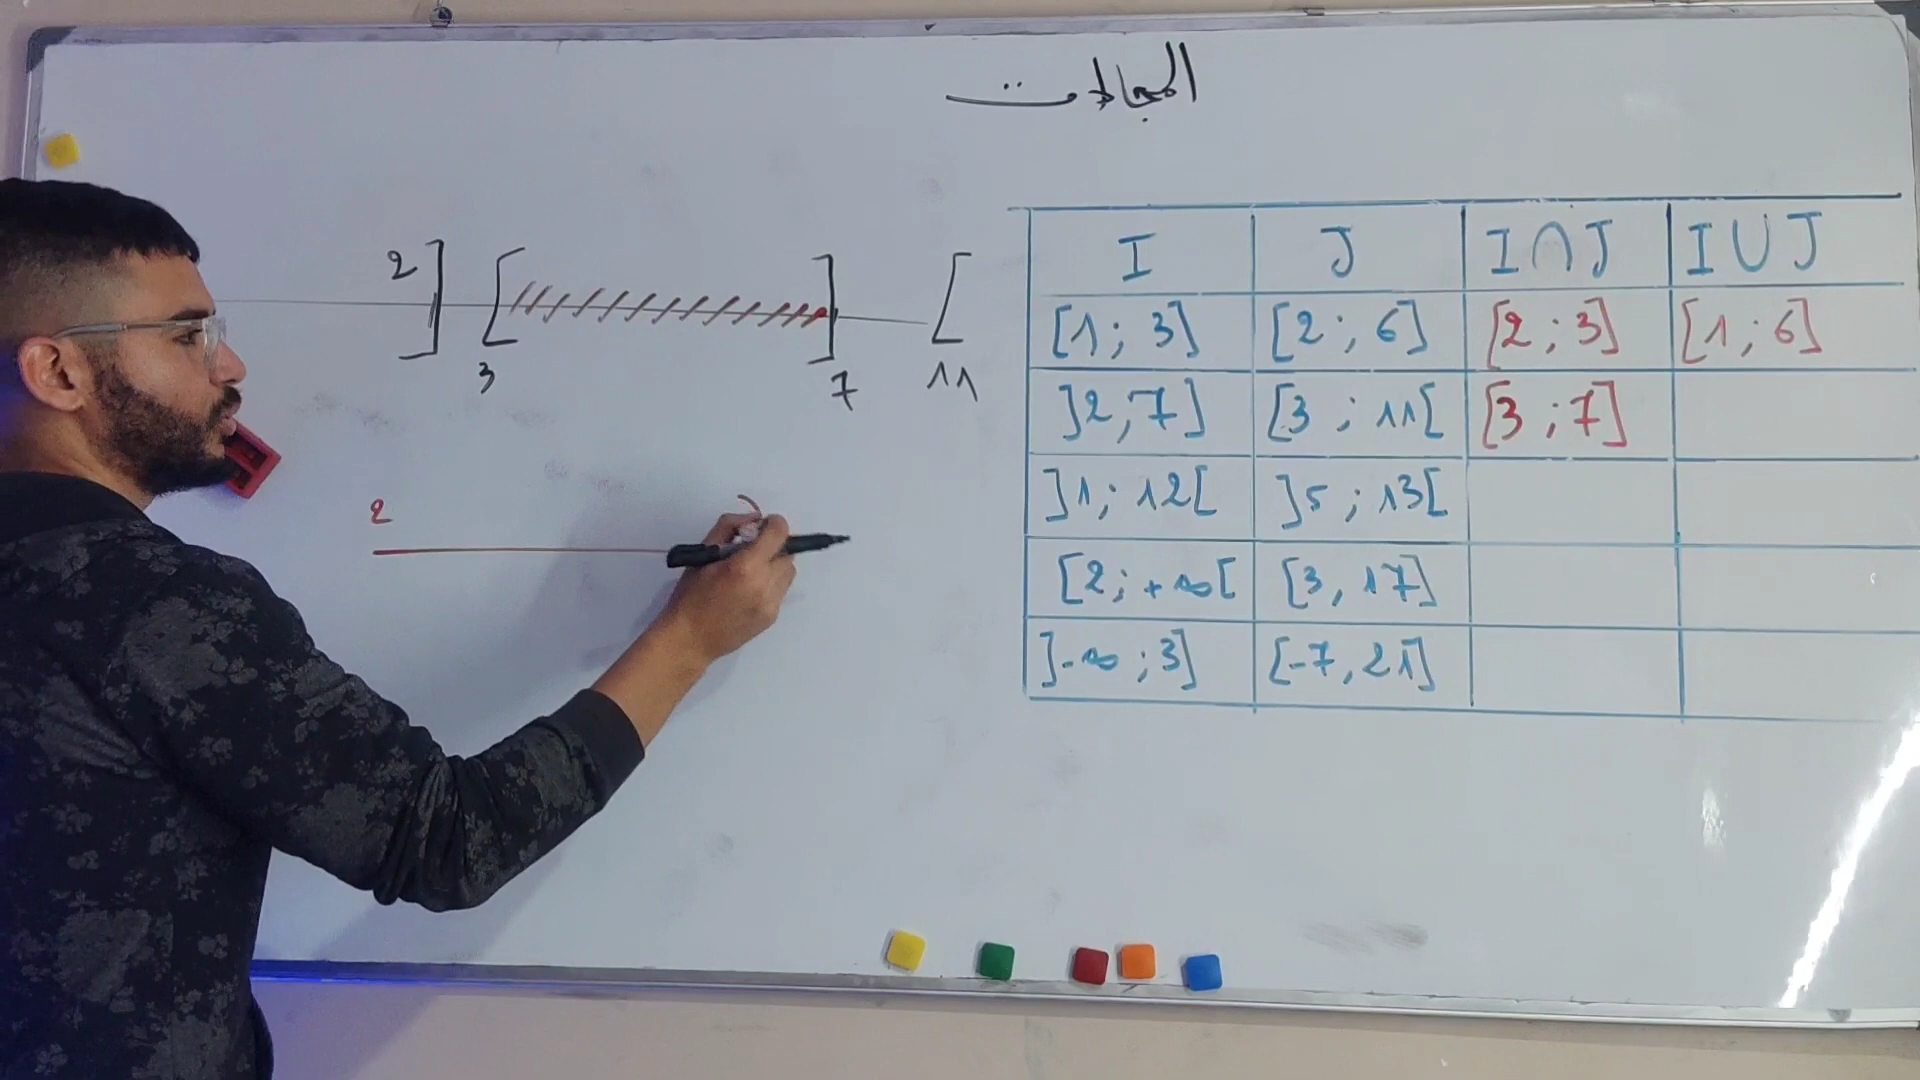 المجالات
2] [3 7] [11
2
I J I∩J I∪J
[1 ; 3] [2 ; 6] [2 ; 3] [1 ; 6]
]2 , 7] [3 ; 11[ [3 ; 7]
]1 ; 12[ ]5 ; 13[
[2 ; +∞[ [3 , 17]
]-∞ ; 3] [-7 , 21]